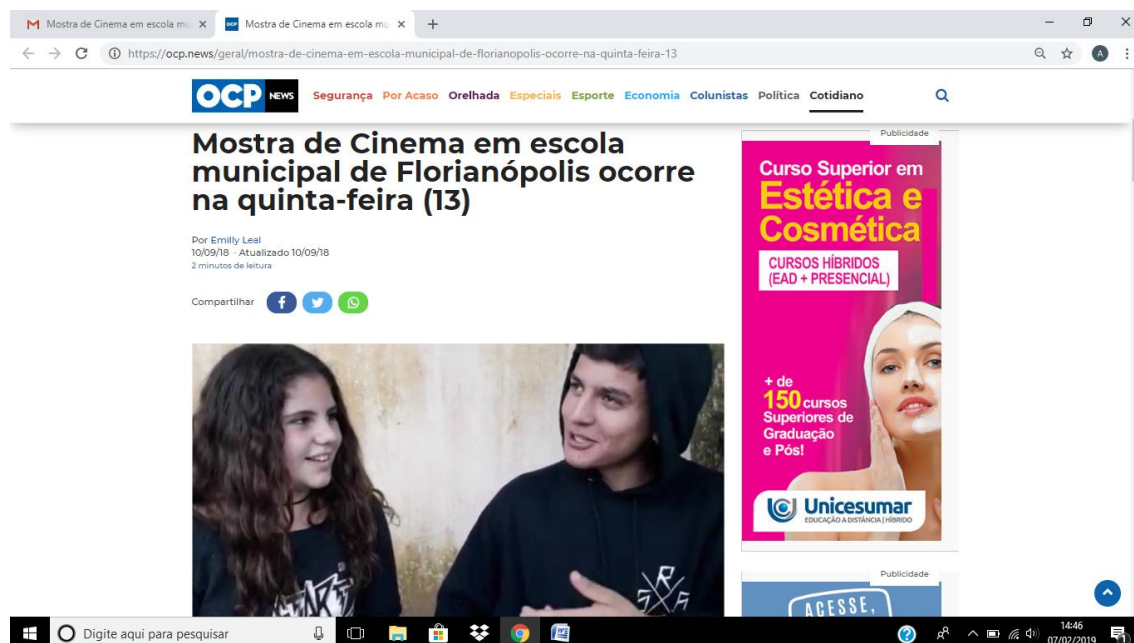 Mostra de Cinema em escola mu
Mostra de Cinema em escola mu
https://ocp.news/geral/mostra-de-cinema-em-escola-municipal-de-florianopolis-ocorre-na-quinta-feira-13
A
OCP NEWS
Segurança Por Acaso Orelhada Especiais Esporte Economia Colunistas Política Cotidiano
Mostra de Cinema em escola
municipal de Florianópolis ocorre
na quinta-feira (13)
Por Emilly Leal
10/09/18 - Atualizado 10/09/18
2 minutos de leitura
Compartilhar
Publicidade
Curso Superior em
Estética e
Cosmética
CURSOS HÍBRIDOS
(EAD + PRESENCIAL)
+ de
150 cursos
Superiores de
Graduação
e Pós!
Unicesumar
EDUCAÇÃO A DISTÂNCIA | HÍBRIDO
Publicidade
ACESSE,
Digite aqui para pesquisar
14:46
07/02/2019